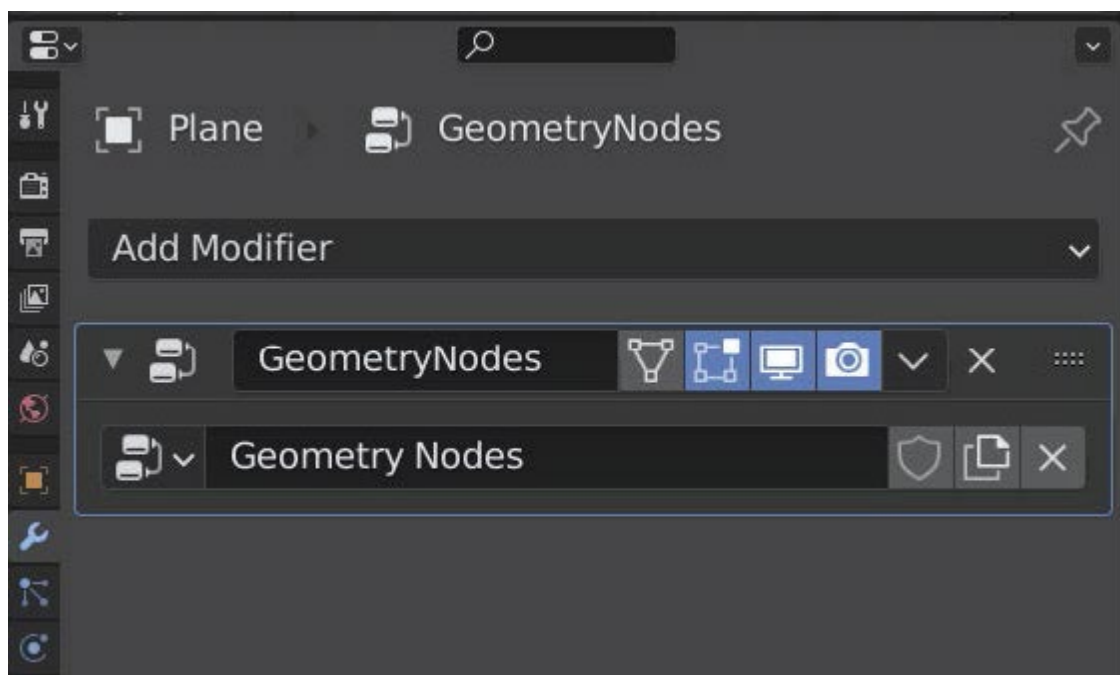 Plane GeometryNodes
Add Modifier
GeometryNodes
Geometry Nodes